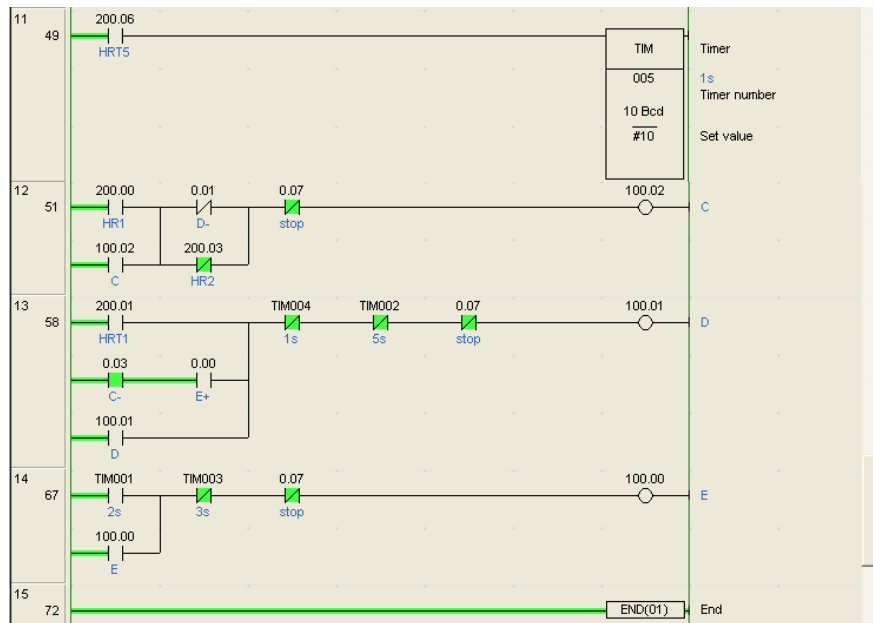 11
200.06
49
HRT5
TIM
Timer
005
1s
Timer number
10 Bcd
#10
Set value
12
200.00 0.01 0.07 100.02
51
C
HR1 D- stop
100.02 200.03
C HR2
13
200.01 TIM004 TIM002 0.07 100.01
58
D
HRT1 1s 5s stop
0.03 0.00
C- E+
100.01
D
14
TIM001 TIM003 0.07 100.00
67
E
2s 3s stop
100.00
E
15
72
END(01)
End